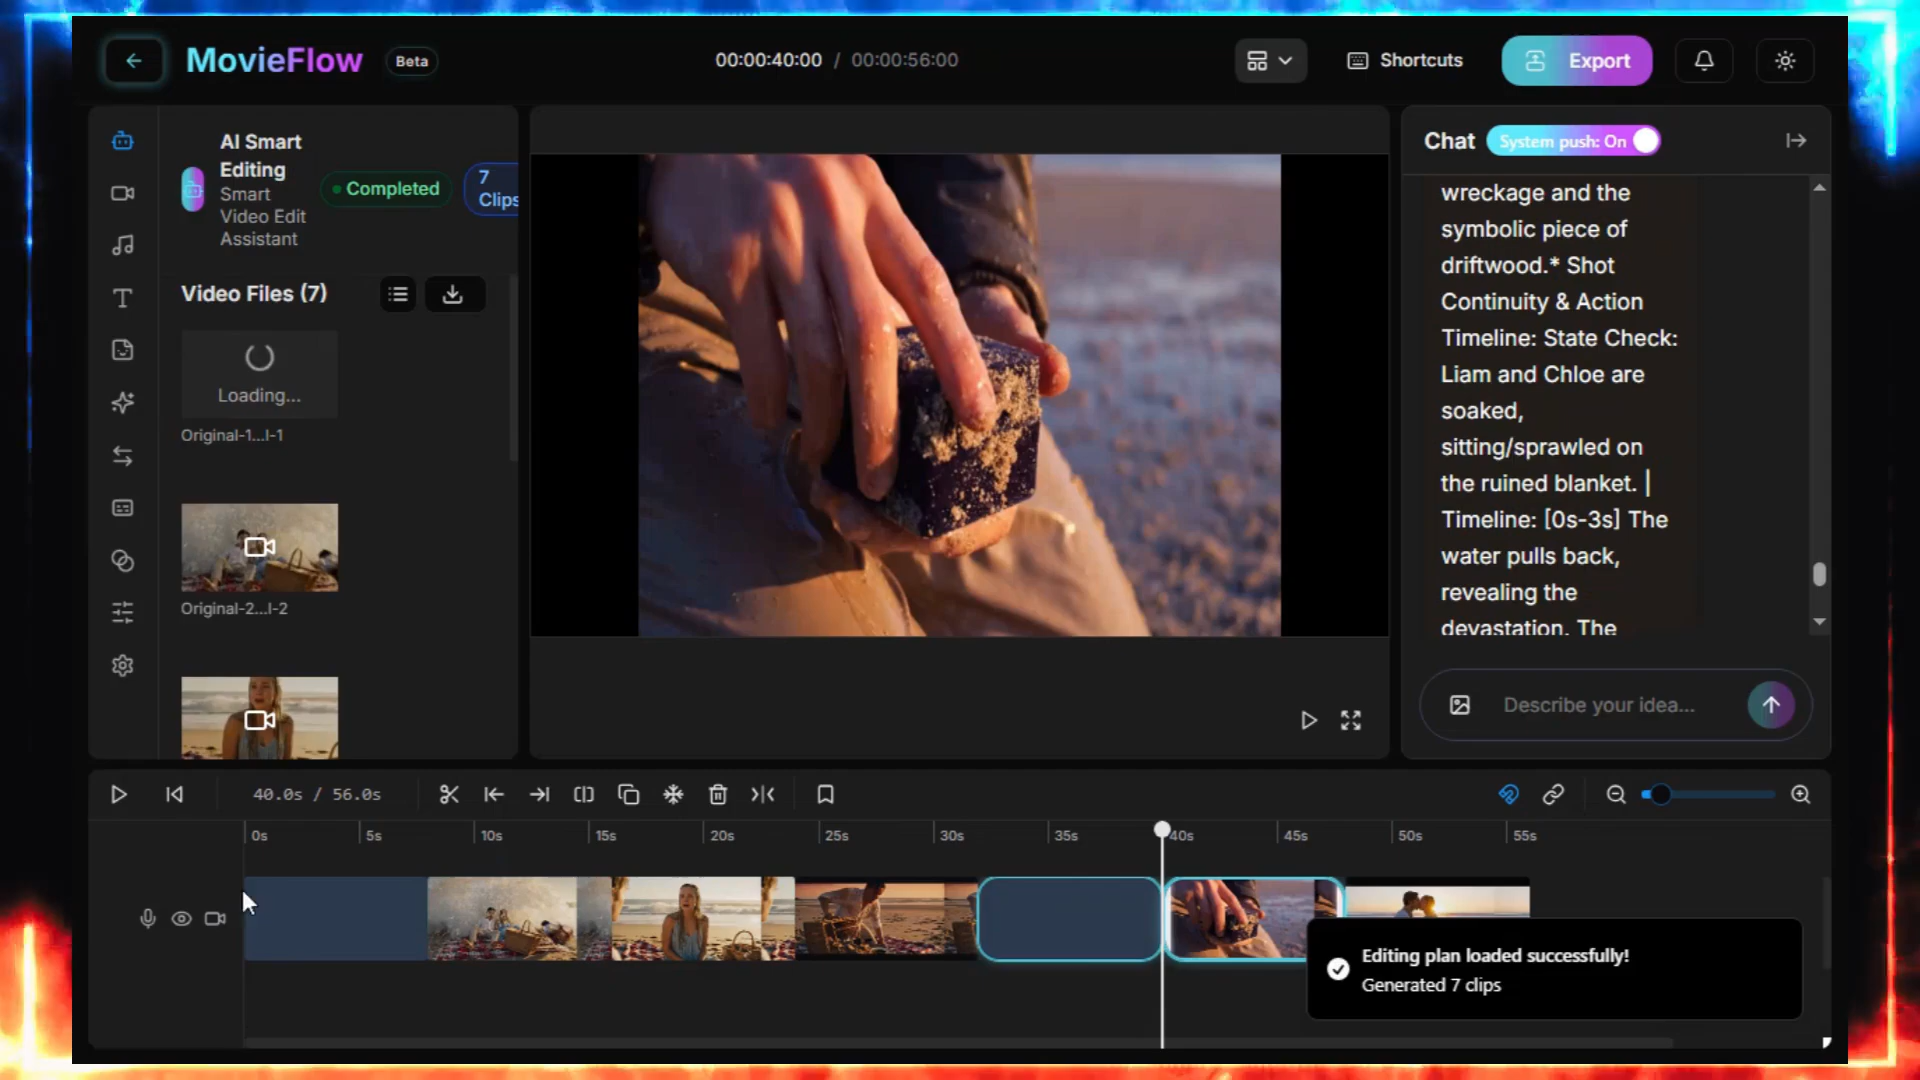 MovieFlow
Beta
00:00:40:00 / 00:00:56:00
Shortcuts
Export
AI Smart
Editing
Smart
Video Edit
Assistant
Completed
7
Clips
Video Files (7)
Loading...
Original-1...l-1
Original-2...l-2
Chat
System push: On
wreckage and the
symbolic piece of
driftwood.* Shot
Continuity & Action
Timeline: State Check:
Liam and Chloe are
soaked,
sitting/sprawled on
the ruined blanket. |
Timeline: [0s-3s] The
water pulls back,
revealing the
devastation. The
Describe your idea...
40.0s / 56.0s
0s
5s
10s
15s
20s
25s
30s
35s
40s
45s
50s
55s
Editing plan loaded successfully!
Generated 7 clips